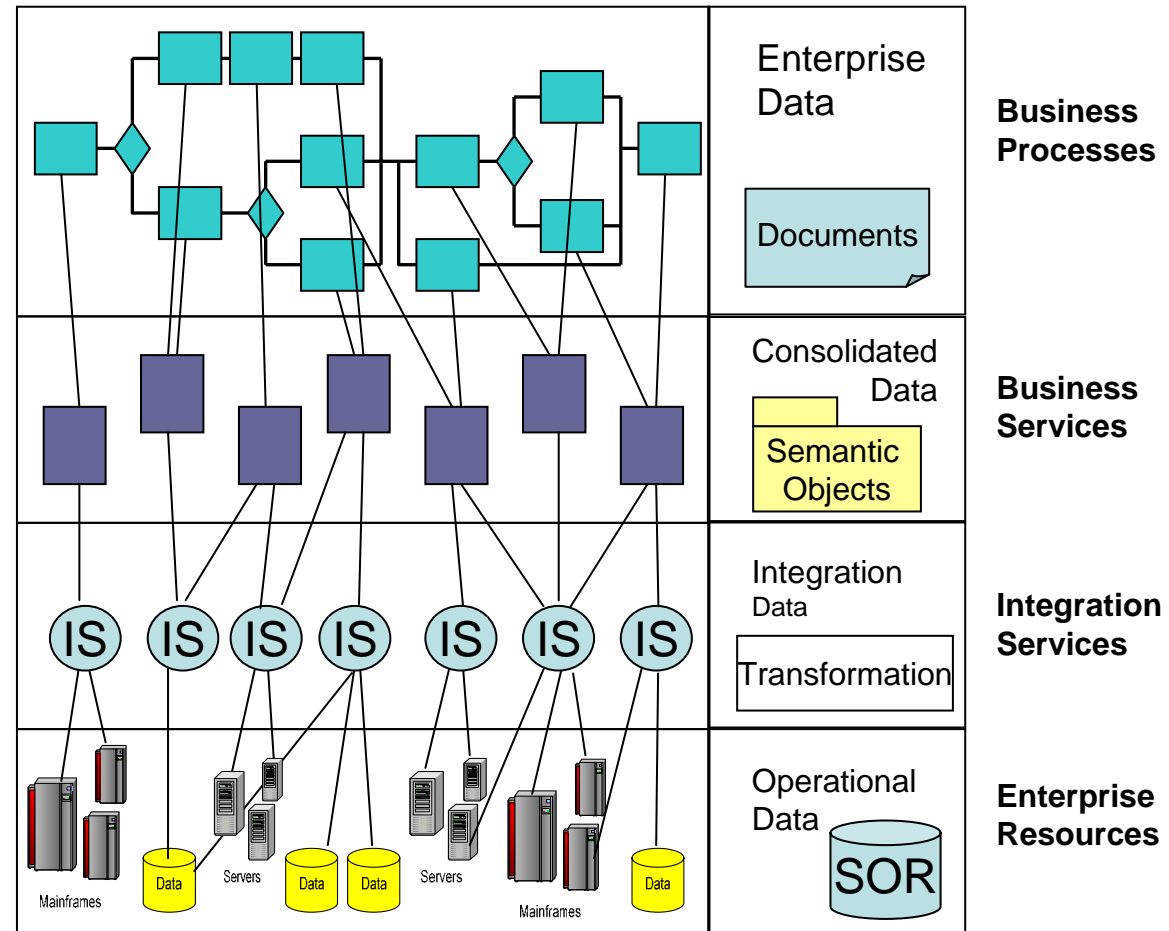 Enterprise
Data
Documents
Business
Processes
Consolidated
Data
Semantic
Objects
Business
Services
IS IS IS IS IS IS IS
Integration
Data
Transformation
Integration
Services
Operational
Data
SOR
Enterprise
Resources
Mainframes
Data
Servers
Data
Data
Servers
Mainframes
Data